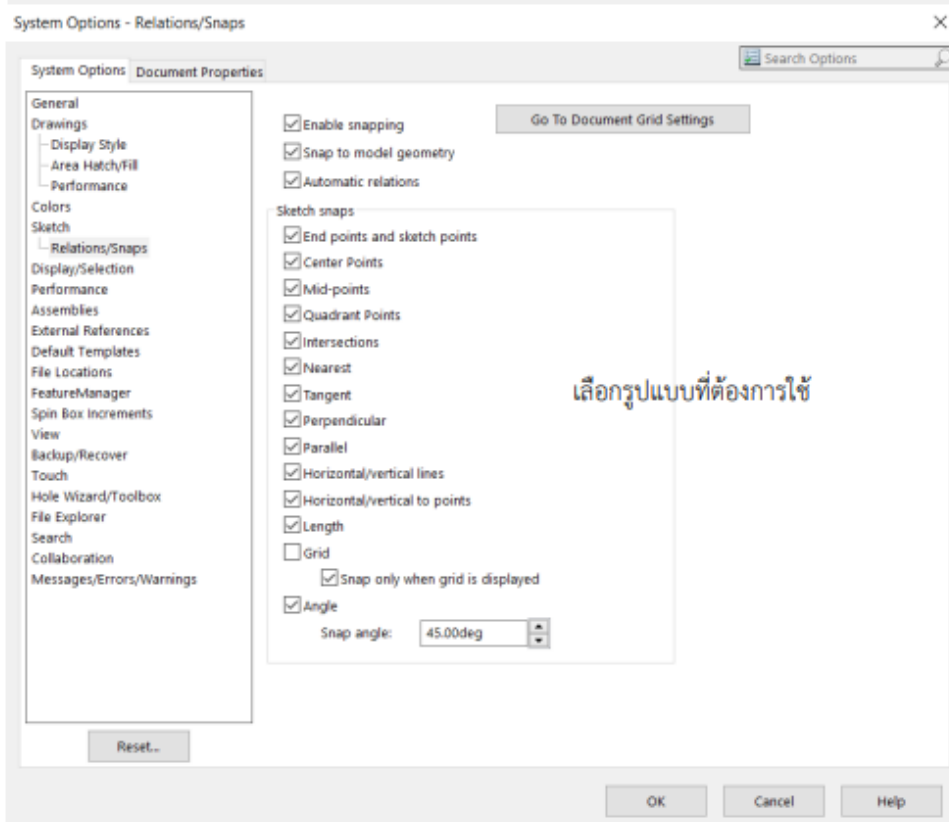 System Options - Relations/Snaps
Search Options
System Options Document Properties
General
Drawings
Display Style
Area Hatch/Fill
Performance
Colors
Sketch
Relations/Snaps
Display/Selection
Performance
Assemblies
External References
Default Templates
File Locations
FeatureManager
Spin Box Increments
View
Backup/Recover
Touch
Hole Wizard/Toolbox
File Explorer
Search
Collaboration
Messages/Errors/Warnings
Reset...
Enable snapping
Go To Document Grid Settings
Snap to model geometry
Automatic relations
Sketch snaps
End points and sketch points
Center Points
Mid-points
Quadrant Points
Intersections
Nearest
Tangent
Perpendicular
Parallel
Horizontal/vertical lines
Horizontal/vertical to points
Length
Grid
Snap only when grid is displayed
Angle
Snap angle: 45.00deg
เลือกรูปแบบที่ต้องการใช้
OK Cancel Help